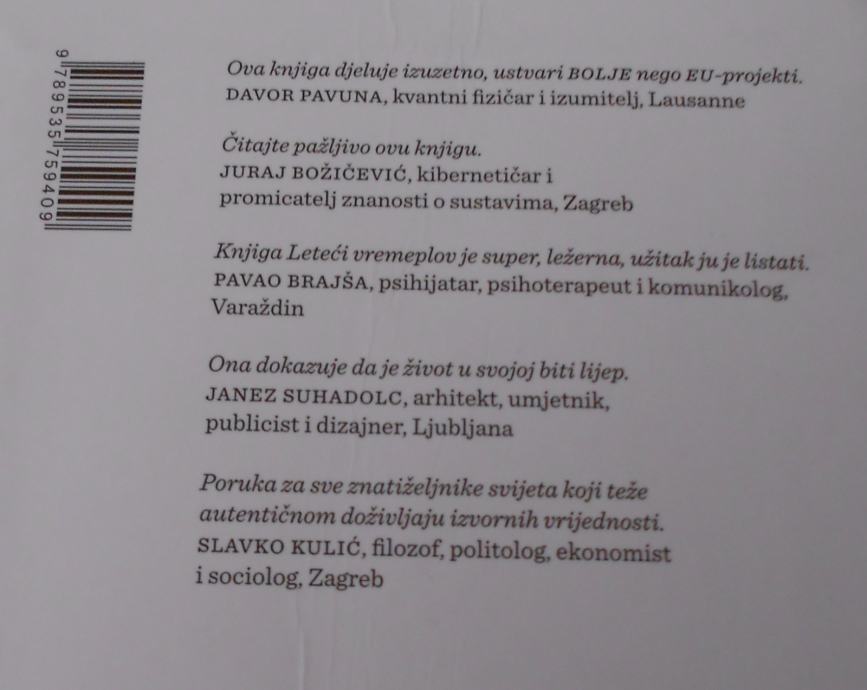 9 789535 759409
Ova knjiga djeluje izuzetno, ustvari BOLJE nego EU-projekti.
DAVOR PAVUNA, kvantni fizičar i izumitelj, Lausanne
Čitajte pažljivo ovu knjigu.
JURAJ BOŽIČEVIĆ, kibernetičar i
promicatelj znanosti o sustavima, Zagreb
Knjiga Leteći vremeplov je super, ležerna, užitak ju je listati.
PAVAO BRAJŠA, psihijatar, psihoterapeut i komunikolog,
Varaždin
Ona dokazuje da je život u svojoj biti lijep.
JANEZ SUHADOLC, arhitekt, umjetnik,
publicist i dizajner, Ljubljana
Poruka za sve znatiželjnike svijeta koji teže
autentičnom doživljaju izvornih vrijednosti.
SLAVKO KULIĆ, filozof, politolog, ekonomist
i sociolog, Zagreb